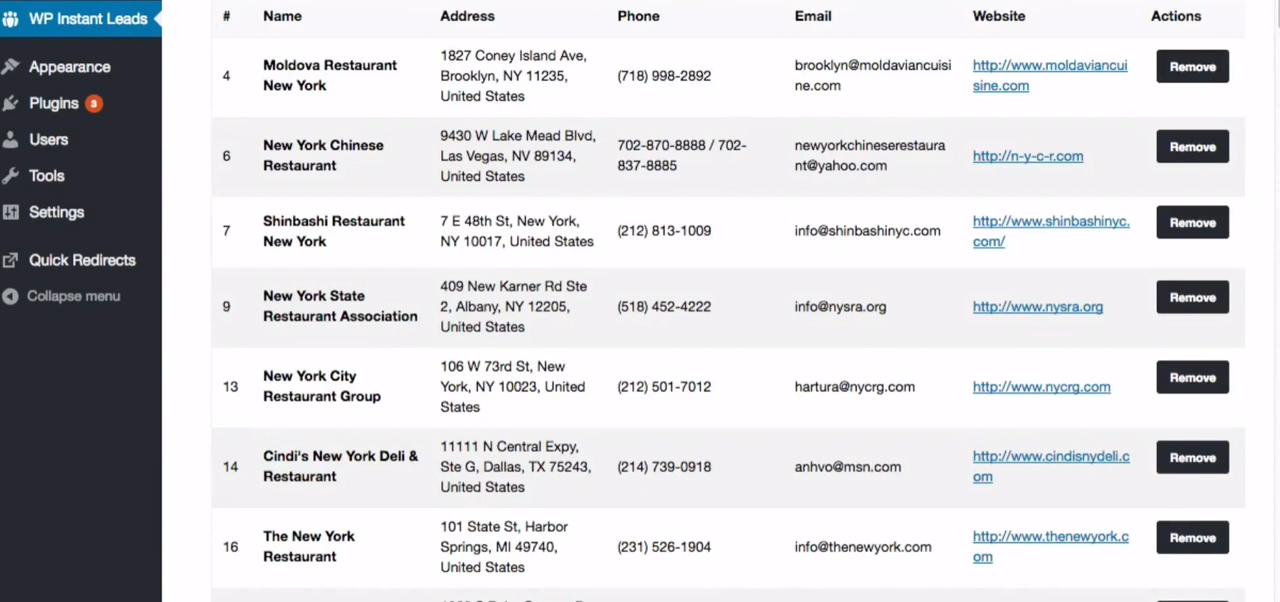 WP Instant Leads
Appearance
Plugins 3
Users
Tools
Settings
Quick Redirects
Collapse menu
# Name Address Phone Email Website Actions
4 Moldova Restaurant
New York
1827 Coney Island Ave,
Brooklyn, NY 11235,
United States
(718) 998-2892
brooklyn@moldaviancuisi
ne.com
http://www.moldaviancui
sine.com
Remove
6 New York Chinese
Restaurant
9430 W Lake Mead Blvd,
Las Vegas, NV 89134,
United States
702-870-8888 / 702-
837-8885
newyorkchineserestaura
nt@yahoo.com
http://n-y-c-r.com
Remove
7 Shinbashi Restaurant
New York
7 E 48th St, New York,
NY 10017, United States
(212) 813-1009
info@shinbashinyc.com
http://www.shinbashinyc.
com/
Remove
9 New York State
Restaurant Association
409 New Karner Rd Ste
2, Albany, NY 12205,
United States
(518) 452-4222
info@nysra.org
http://www.nysra.org
Remove
13 New York City
Restaurant Group
106 W 73rd St, New
York, NY 10023, United
States
(212) 501-7012
hartura@nycrg.com
http://www.nycrg.com
Remove
14 Cindi's New York Deli &
Restaurant
11111 N Central Expy,
Ste G, Dallas, TX 75243,
United States
(214) 739-0918
anhvo@msn.com
http://www.cindisnydeli.c
om
Remove
16 The New York
Restaurant
101 State St, Harbor
Springs, MI 49740,
United States
(231) 526-1904
info@thenewyork.com
http://www.thenewyork.c
om
Remove